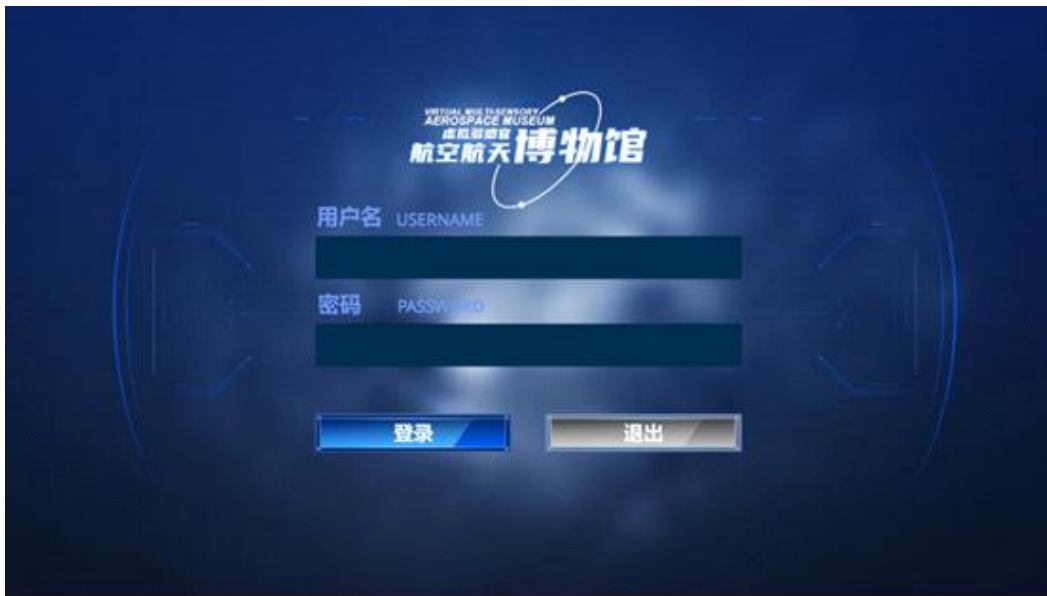 VIRTUAL MULTISENSORY
AEROSPACE MUSEUM
虚拟多感官
航空航天博物馆
用户名 USERNAME
密码 PASSWORD
登录 退出